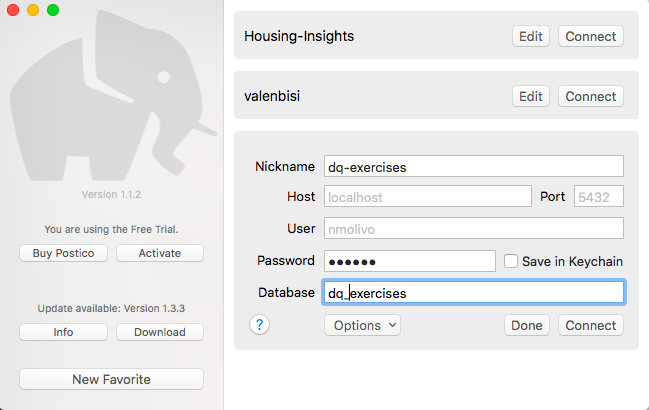 Version 1.1.2
You are using the Free Trial.
Buy Postico Activate
Update available: Version 1.3.3
Info Download
New Favorite
Housing-Insights Edit Connect
valenbisi Edit Connect
Nickname dq-exercises
Host localhost Port 5432
User nmolivo
Password ●●●●●● Save in Keychain
Database dq_exercises
? Options Done Connect